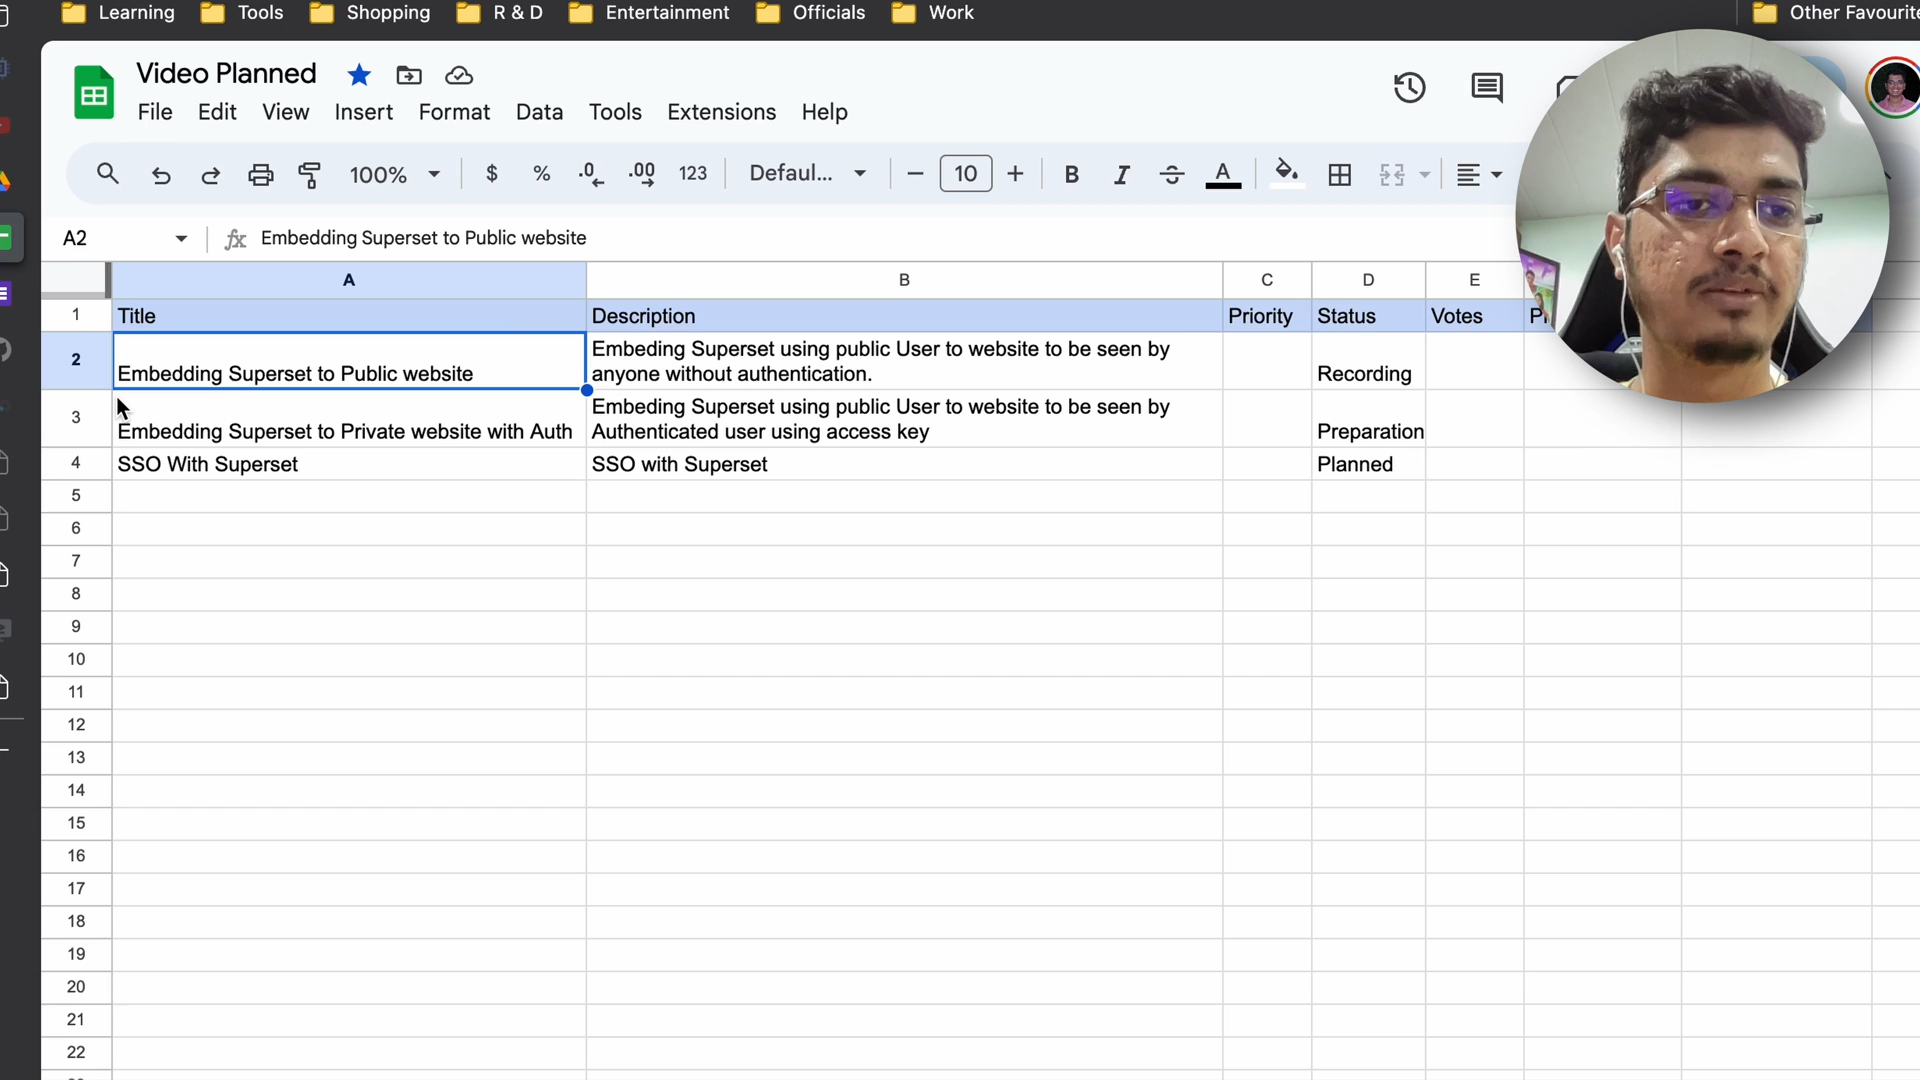 Learning Tools Shopping R & D Entertainment Officials Work Other Favourite
Video Planned
File Edit View Insert Format Data Tools Extensions Help
100% $ % .0 .00 123 Defaul... 10 B I A
A2 fx Embedding Superset to Public website
A B C D E
1 Title Description Priority Status Votes
2 Embedding Superset to Public website Embeding Superset using public User to website to be seen by
anyone without authentication. Recording
3 Embedding Superset to Private website with Auth Embeding Superset using public User to website to be seen by
Authenticated user using access key Preparation
4 SSO With Superset SSO with Superset Planned
5
6
7
8
9
10
11
12
13
14
15
16
17
18
19
20
21
22